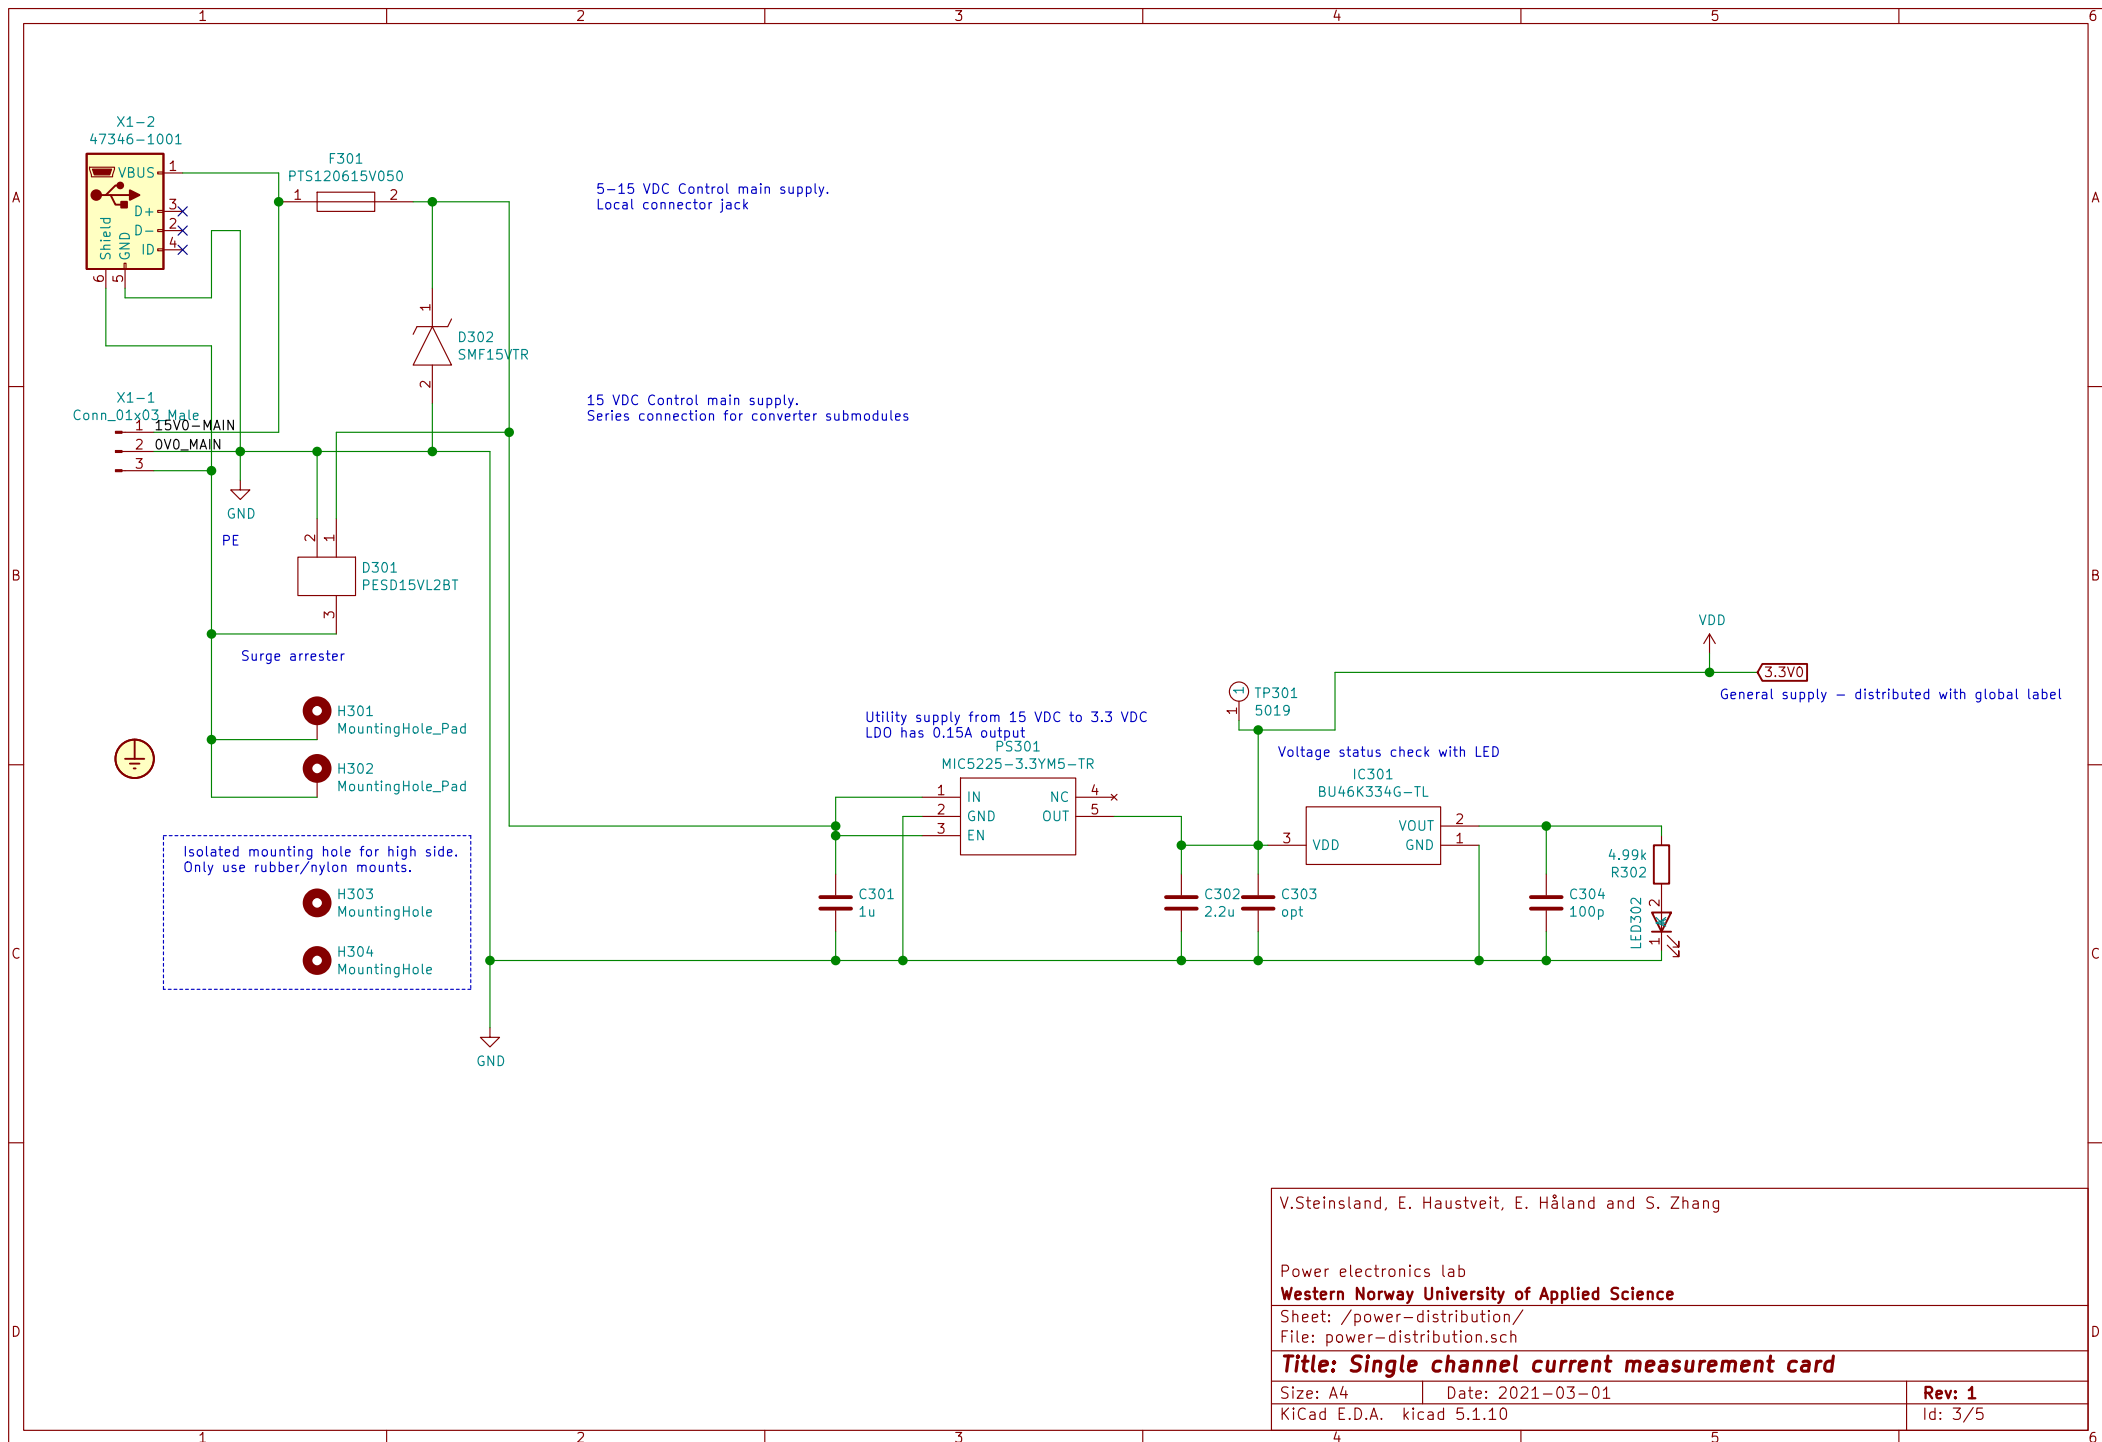 1 2 3 4 5 6
A A
B B
C C
D D
X1-2
47346-1001
VBUS 1
D+ 3
D- 2
ID 4
Shield
GND
6 5
F301
PTS120615V050
1 2
5-15 VDC Control main supply.
Local connector jack
1
D302
SMF15VTR
2
15 VDC Control main supply.
Series connection for converter submodules
X1-1
Conn_01x03_Male
1 15V0-MAIN
2 0V0_MAIN
3
GND
PE
2 1
D301
PESD15VL2BT
3
Surge arrester
H301
MountingHole_Pad
H302
MountingHole_Pad
Isolated mounting hole for high side.
Only use rubber/nylon mounts.
H303
MountingHole
H304
MountingHole
GND
Utility supply from 15 VDC to 3.3 VDC
LDO has 0.15A output
PS301
MIC5225-3.3YM5-TR
1 IN NC 4
2 GND OUT 5
3 EN
C301
1u
C302
2.2u
C303
opt
1
TP301
5019
1
Voltage status check with LED
IC301
BU46K334G-TL
VOUT 2
3 VDD GND 1
C304
100p
4.99k
R302
LED302
2
1
VDD
3.3V0
General supply - distributed with global label
V.Steinsland, E. Haustveit, E. Håland and S. Zhang
Power electronics lab
Western Norway University of Applied Science
Sheet: /power-distribution/
File: power-distribution.sch
Title: Single channel current measurement card
Size: A4 Date: 2021-03-01 Rev: 1
KiCad E.D.A. kicad 5.1.10 Id: 3/5
1 2 3 4 5 6